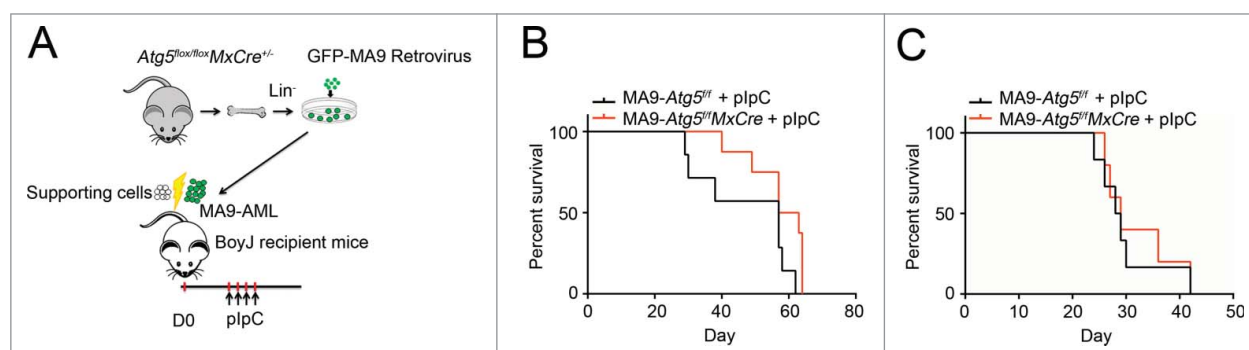 A
Atg5flox/floxMxCre+/-
GFP-MA9 Retrovirus
Lin-
Supporting cells
MA9-AML
BoyJ recipient mice
D0
pIpC
B
MA9-Atg5f/f + pIpC
MA9-Atg5f/fMxCre + pIpC
Percent survival
100
50
0
0 20 40 60 80
Day
C
MA9-Atg5f/f + pIpC
MA9-Atg5f/fMxCre + pIpC
Percent survival
100
50
0
0 10 20 30 40 50
Day